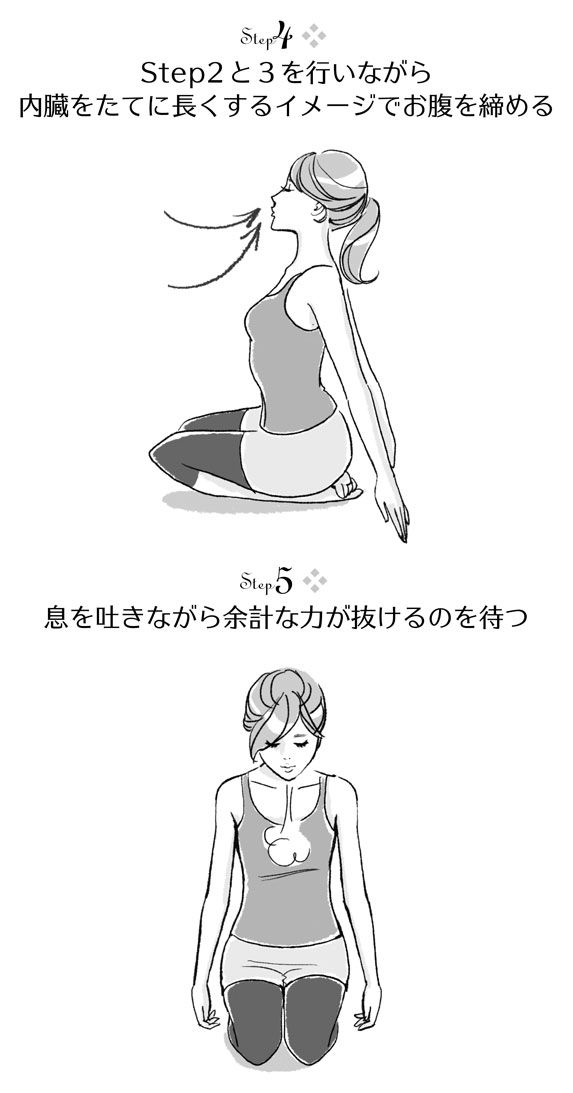 Step4
Step2と3を行いながら
内臓をたてに長くするイメージでお腹を締める
Step5
息を吐きながら余計な力が抜けるのを待つ